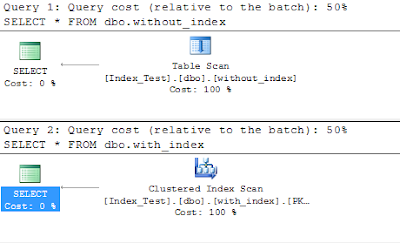 Query 1: Query cost (relative to the batch): 50%
SELECT * FROM dbo.without_index
Table Scan
[Index_Test].[dbo].[without_index]
Cost: 100 %
SELECT
Cost: 0 %
Query 2: Query cost (relative to the batch): 50%
SELECT * FROM dbo.with_index
Clustered Index Scan
[Index_Test].[dbo].[with_index].[PK…
Cost: 100 %
SELECT
Cost: 0 %